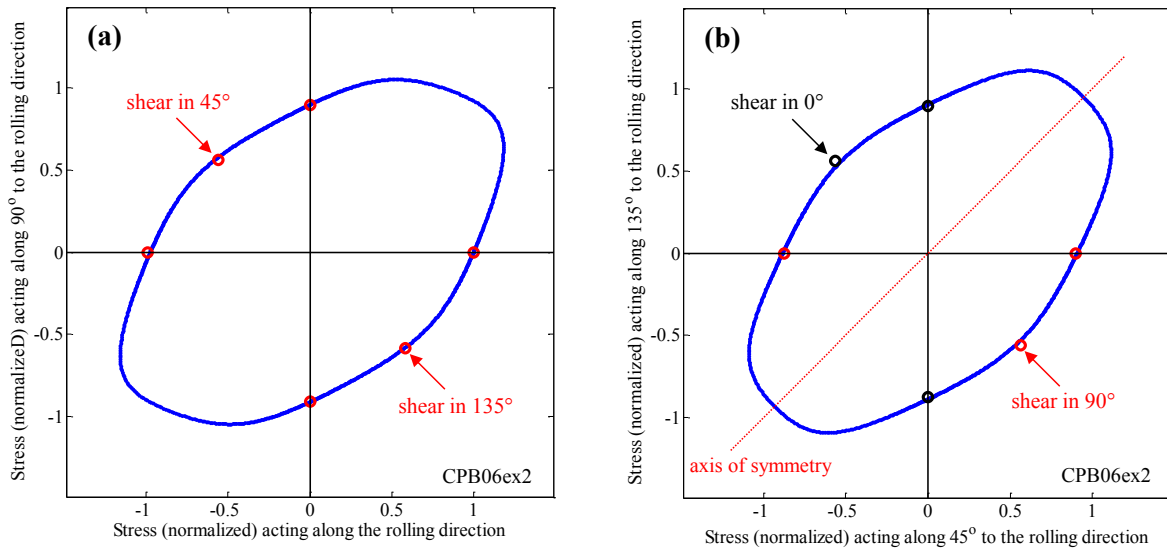 (a)
Stress (normalizeD) acting along 90° to the rolling direction
1
0.5
0
-0.5
-1
shear in 45°
shear in 135°
CPB06ex2
-1
-0.5
0
0.5
1
Stress (normalized) acting along the rolling direction
(b)
Stress (normalized) acting along 135° to the rolling direction
1
0.5
0
-0.5
-1
shear in 0°
shear in 90°
axis of symmetry
CPB06ex2
-1
-0.5
0
0.5
1
Stress (normalized) acting along 45° to the rolling direction